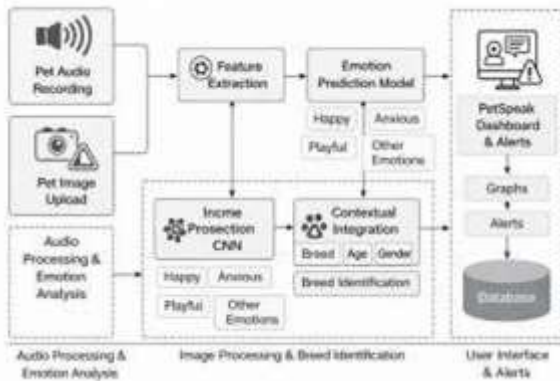 Pet Audio
Recording
Feature
Extraction
Emotion
Prediction Model
Happy
Anxious
Playful
Other
Emotions
PetSpeak
Dashboard
& Alerts
Graphs
Alerts
Database
Pet Image
Upload
Audio
Processing &
Emotion
Analysis
Incme
Prosection
CNN
Happy
Anxious
Playful
Other
Emotions
Contextual
Integration
Breed
Age
Gender
Breed Identification
Audio Processing &
Emotion Analysis
Image Processing & Breed Identification
User Interface
& Alerts